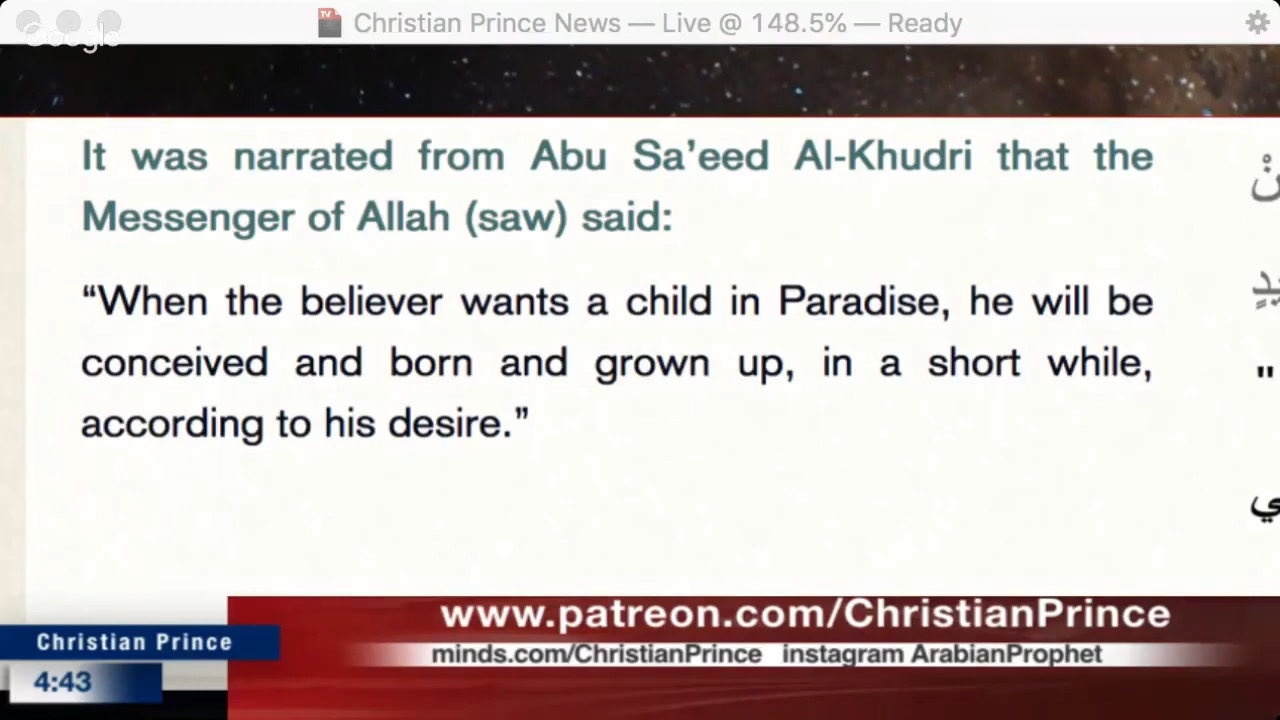 TV
Christian Prince News — Live @ 148.5% — Ready
Google
It was narrated from Abu Sa’eed Al-Khudri that the
Messenger of Allah (saw) said:
“When the believer wants a child in Paradise, he will be
conceived and born and grown up, in a short while,
according to his desire.”
"
ي
www.patreon.com/ChristianPrince
Christian Prince
minds.com/ChristianPrince instagram ArabianProphet
4:43